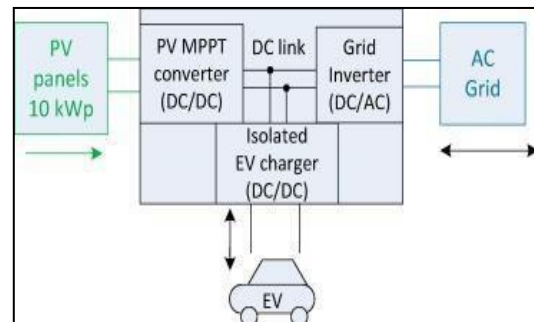 PV
panels
10 kWp
PV MPPT
converter
(DC/DC)
DC link
Grid
Inverter
(DC/AC)
AC
Grid
Isolated
EV charger
(DC/DC)
EV